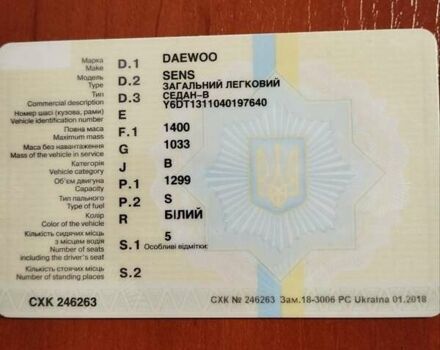 Марка
Make D.1 DAEWOO
Модель D.2 SENS
Type ЗАГАЛЬНИЙ ЛЕГКОВИЙ
Тип D.3 СЕДАН-В
Commercial description Y6DT1311040197640
Номер шасі (кузова, рами) E
Vehicle identification number
Повна маса F.1 1400
Maximum mass
Маса без навантаження G 1033
Mass of the vehicle in service
Категорія J B
Vehicle category
Об'єм двигуна P.1 1299
Capacity
Тип пального P.2 S
Type of fuel
Колір R БІЛИЙ
Color of the vehicle
Кількість сидячих місць 5
з місцем водія S.1 Особливі відмітки:
Number of seats
including the driver's seat
Кількість стоячих місць S.2
Number of standing places
СХК 246263 СХК № 246263 Зам.18-3006 PC Ukraina 01.2018